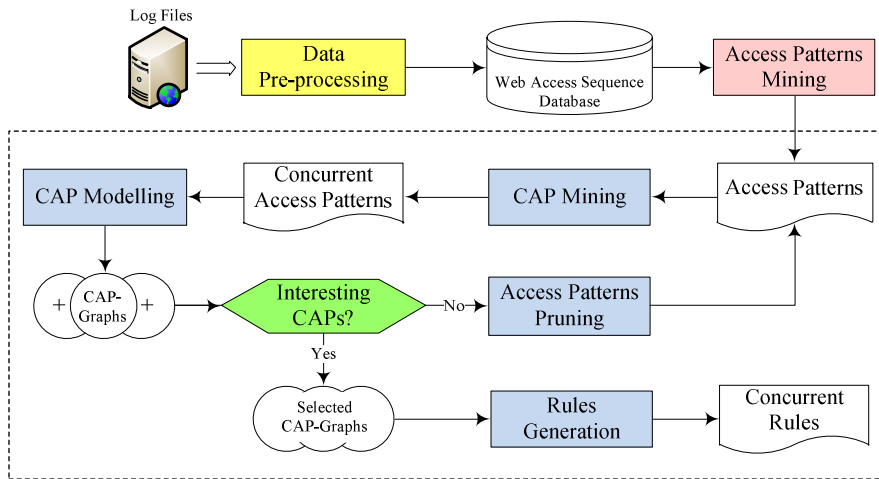 Log Files
Data
Pre-processing
Web Access Sequence
Database
Access Patterns
Mining
CAP Modelling
Concurrent
Access Patterns
CAP Mining
Access Patterns
+
CAP-
Graphs
+
Interesting
CAPs?
No
Access Patterns
Pruning
Yes
Selected
CAP-Graphs
Rules
Generation
Concurrent
Rules